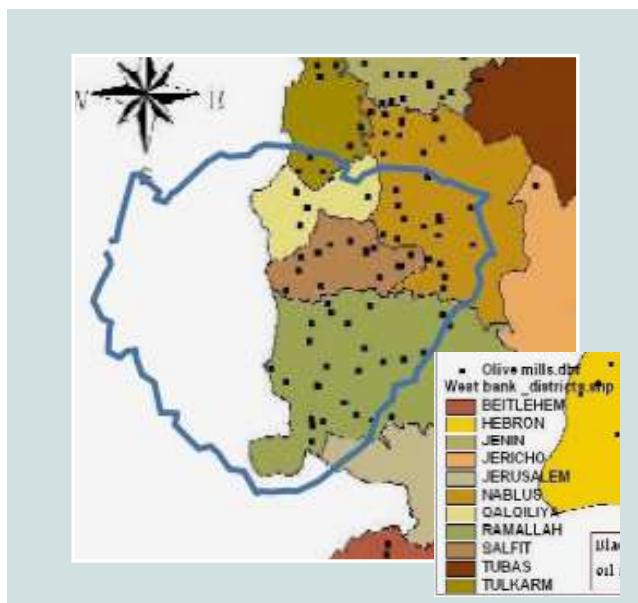 Olive mills.dbf
West bank _districts.shp
BEITLEHEM
HEBRON
JENIN
JERICHO
JERUSALEM
NABLUS
QALQILIYA
RAMALLAH
SALFIT
TUBAS
TULKARM